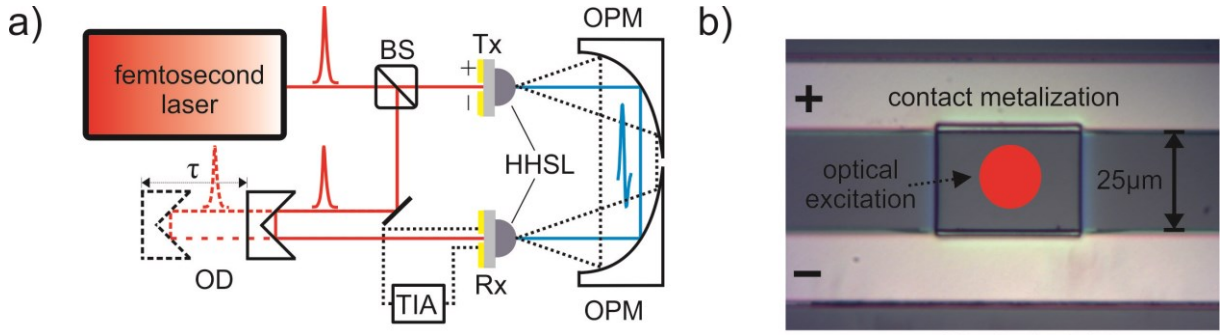 a)
femtosecond
laser
BS
Tx
+
−
OPM
HHSL
τ
OD
TIA
Rx
OPM
b)
+
contact metalization
optical
excitation
25µm
−